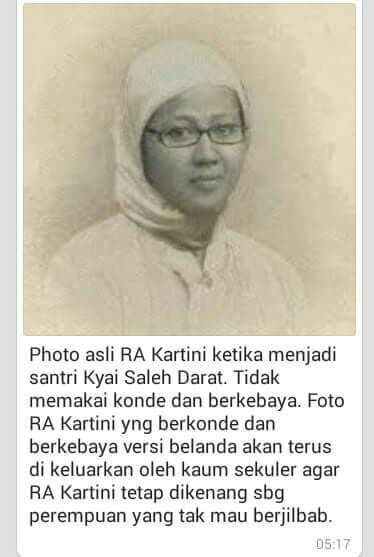 Photo asli RA Kartini ketika menjadi
santri Kyai Saleh Darat. Tidak
memakai konde dan berkebaya. Foto
RA Kartini yng berkonde dan
berkebaya versi belanda akan terus
di keluarkan oleh kaum sekuler agar
RA Kartini tetap dikenang sbg
perempuan yang tak mau berjilbab.
05:17